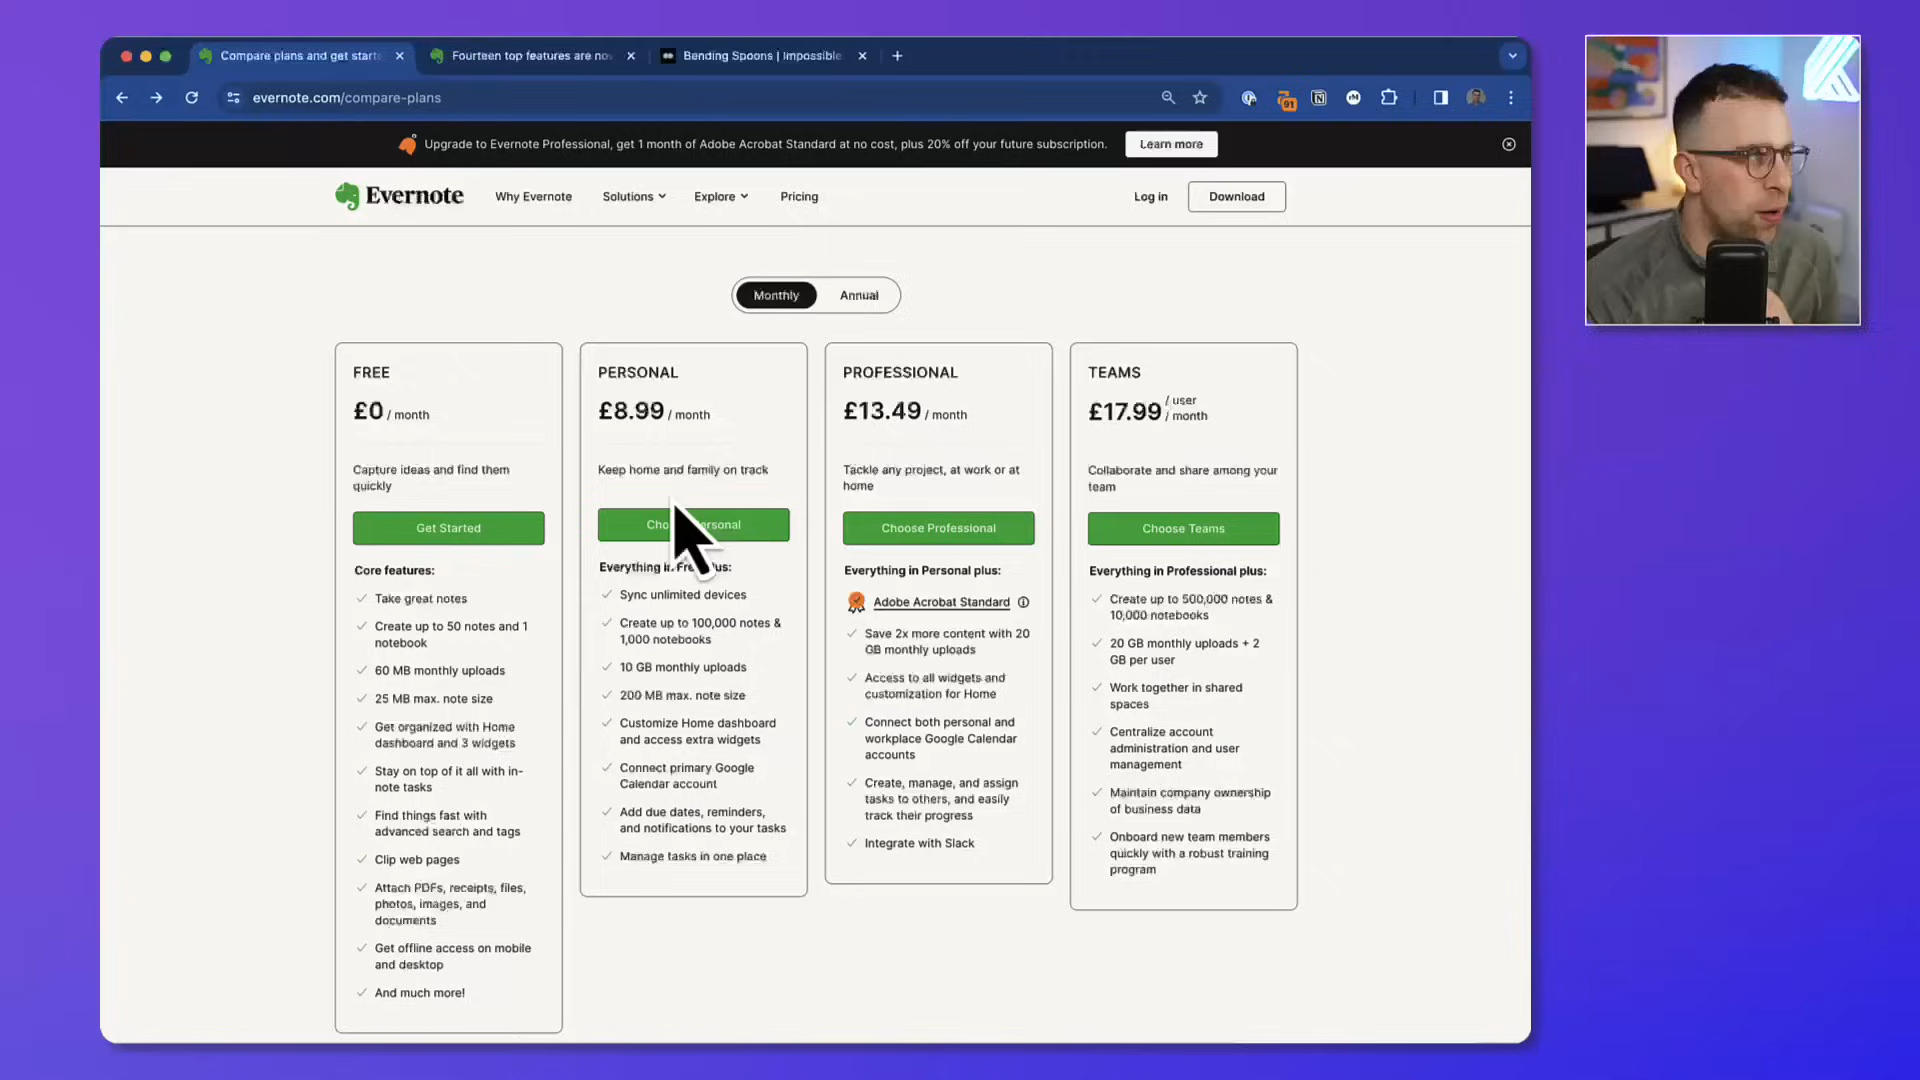 Compare plans and get starte
Fourteen top features are no
Bending Spoons | Impossible
evernote.com/compare-plans
91
Upgrade to Evernote Professional, get 1 month of Adobe Acrobat Standard at no cost, plus 20% off your future subscription.
Learn more
Evernote
Why Evernote
Solutions
Explore
Pricing
Log in
Download
Monthly
Annual
FREE
£0 / month
Capture ideas and find them
quickly
Get Started
Core features:
Take great notes
Create up to 50 notes and 1
notebook
60 MB monthly uploads
25 MB max. note size
Get organized with Home
dashboard and 3 widgets
Stay on top of it all with in-
note tasks
Find things fast with
advanced search and tags
Clip web pages
Attach PDFs, receipts, files,
photos, images, and
documents
Get offline access on mobile
and desktop
And much more!
PERSONAL
£8.99 / month
Keep home and family on track
Everything in Free plus:
Sync unlimited devices
Create up to 100,000 notes &
1,000 notebooks
10 GB monthly uploads
200 MB max. note size
Customize Home dashboard
and access extra widgets
Connect primary Google
Calendar account
Add due dates, reminders,
and notifications to your tasks
Manage tasks in one place
PROFESSIONAL
£13.49 / month
Tackle any project, at work or at
home
Choose Professional
Everything in Personal plus:
Adobe Acrobat Standard
Save 2x more content with 20
GB monthly uploads
Access to all widgets and
customization for Home
Connect both personal and
workplace Google Calendar
accounts
Create, manage, and assign
tasks to others, and easily
track their progress
Integrate with Slack
TEAMS
£17.99 / user
/ month
Collaborate and share among your
team
Choose Teams
Everything in Professional plus:
Create up to 500,000 notes &
10,000 notebooks
20 GB monthly uploads + 2
GB per user
Work together in shared
spaces
Centralize account
administration and user
management
Maintain company ownership
of business data
Onboard new team members
quickly with a robust training
program